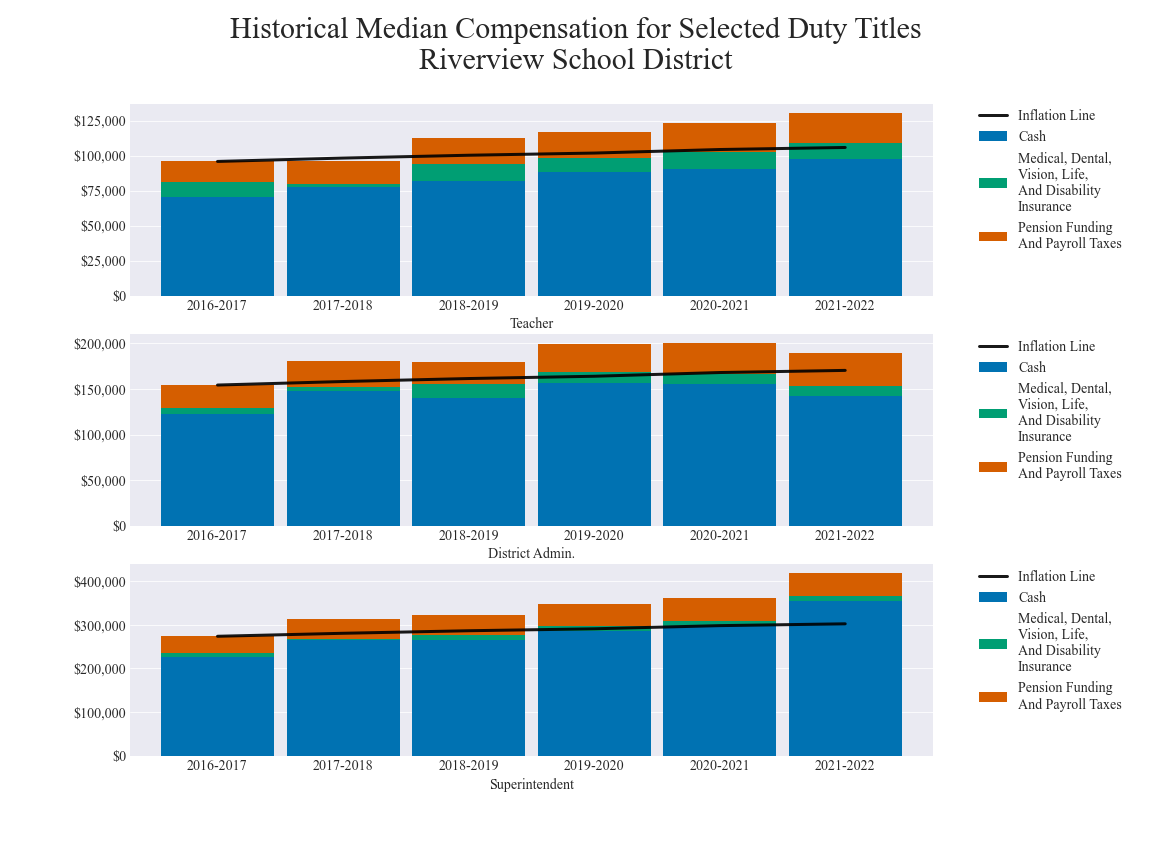 Historical Median Compensation for Selected Duty Titles
Riverview School District
$125,000
$100,000
$75,000
$50,000
$25,000
$0
2016-2017 2017-2018 2018-2019 2019-2020 2020-2021 2021-2022
Teacher
Inflation Line
Cash
Medical, Dental,
Vision, Life,
And Disability
Insurance
Pension Funding
And Payroll Taxes
$200,000
$150,000
$100,000
$50,000
$0
2016-2017 2017-2018 2018-2019 2019-2020 2020-2021 2021-2022
District Admin.
Inflation Line
Cash
Medical, Dental,
Vision, Life,
And Disability
Insurance
Pension Funding
And Payroll Taxes
$400,000
$300,000
$200,000
$100,000
$0
2016-2017 2017-2018 2018-2019 2019-2020 2020-2021 2021-2022
Superintendent
Inflation Line
Cash
Medical, Dental,
Vision, Life,
And Disability
Insurance
Pension Funding
And Payroll Taxes